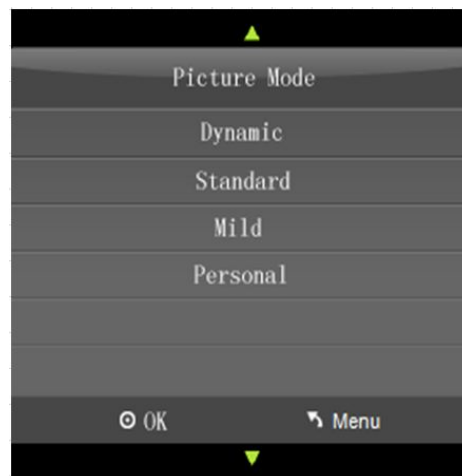 Picture Mode
Dynamic
Standard
Mild
Personal
OK Menu